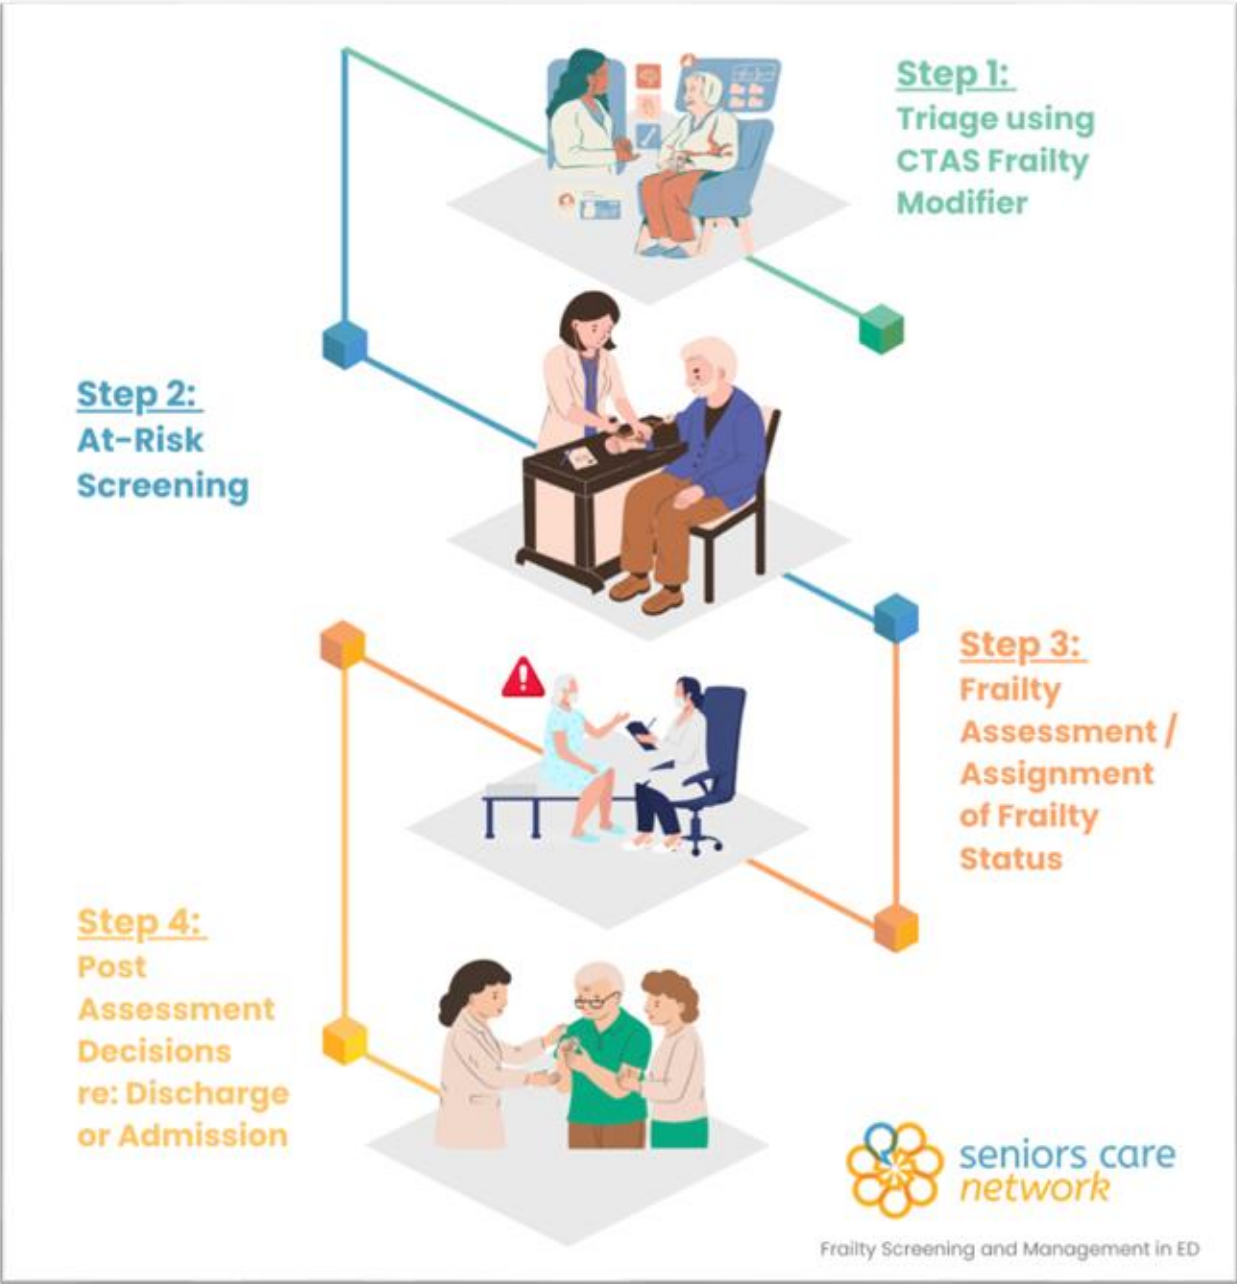 Step 1:
Triage using
CTAS Frailty
Modifier
Step 2:
At-Risk
Screening
Step 3:
Frailty
Assessment /
Assignment
of Frailty
Status
Step 4:
Post
Assessment
Decisions
re: Discharge
or Admission
seniors care
network
Frailty Screening and Management in ED